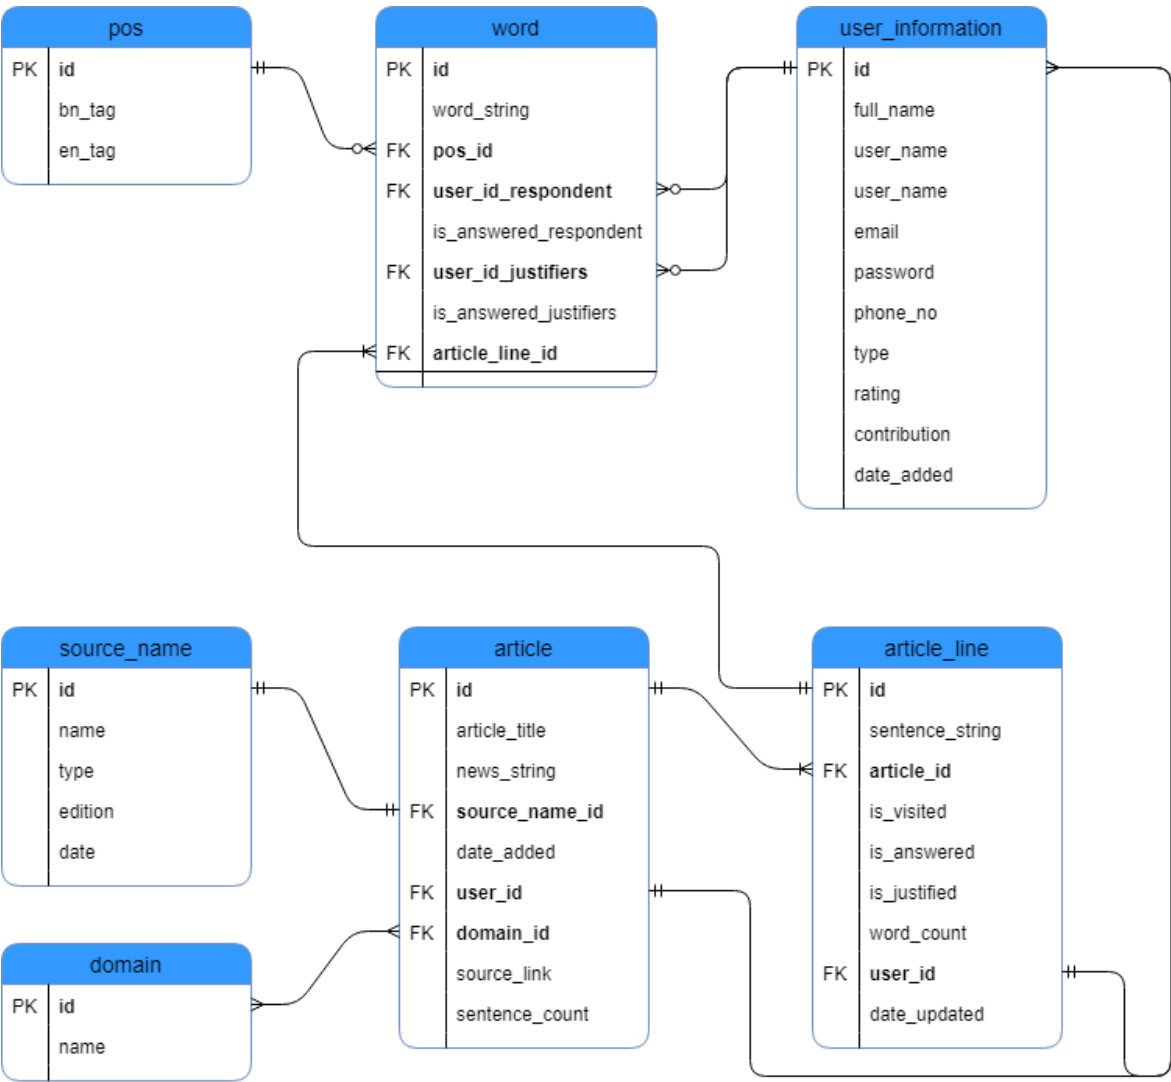 pos
PK id
bn_tag
en_tag
word
PK id
word_string
FK pos_id
FK user_id_respondent
is_answered_respondent
FK user_id_justifiers
is_answered_justifiers
FK article_line_id
user_information
PK id
full_name
user_name
user_name
email
password
phone_no
type
rating
contribution
date_added
source_name
PK id
name
type
edition
date
domain
PK id
name
article
PK id
article_title
news_string
FK source_name_id
date_added
FK user_id
FK domain_id
source_link
sentence_count
article_line
PK id
sentence_string
FK article_id
is_visited
is_answered
is_justified
word_count
FK user_id
date_updated